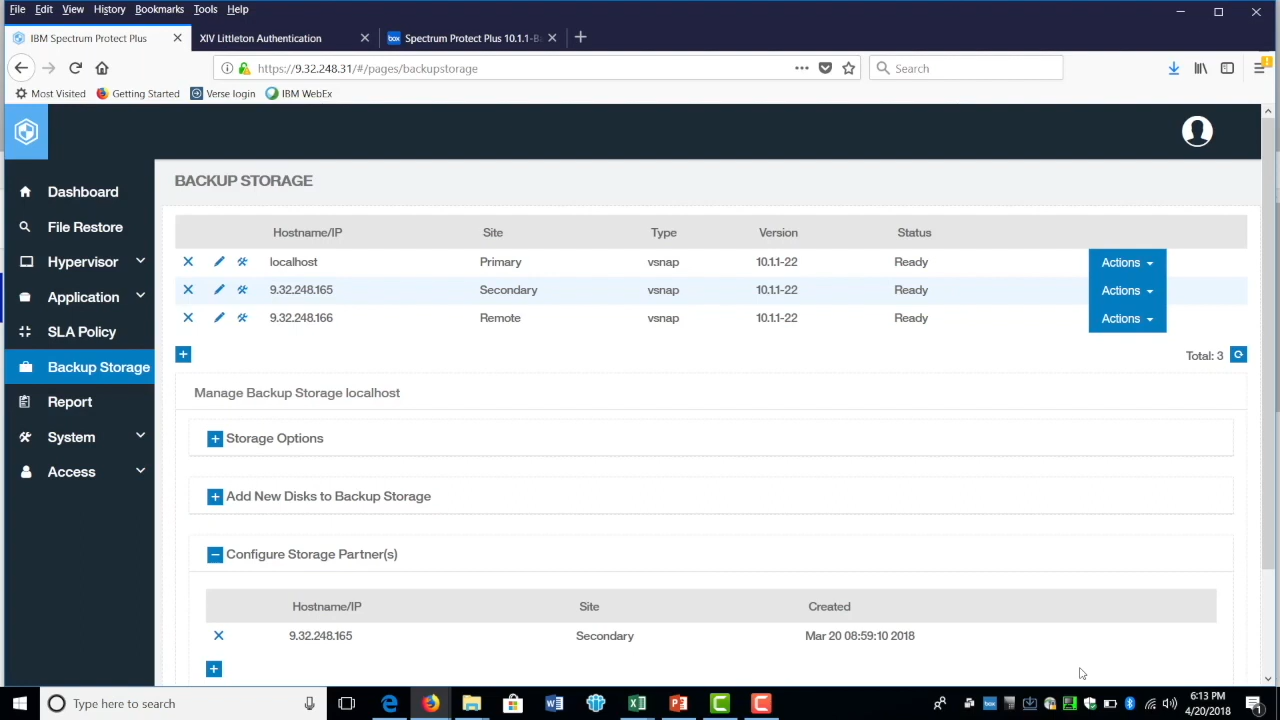 File Edit View History Bookmarks Tools Help
IBM Spectrum Protect Plus
XIV Littleton Authentication
box Spectrum Protect Plus 10.1.1-B
https://9.32.248.31/#/pages/backupstorage
Search
Most Visited Getting Started Verse login IBM WebEx
Dashboard
File Restore
Hypervisor
Application
SLA Policy
Backup Storage
Report
System
Access
BACKUP STORAGE
Hostname/IP Site Type Version Status
localhost Primary vsnap 10.1.1-22 Ready Actions
9.32.248.165 Secondary vsnap 10.1.1-22 Ready Actions
9.32.248.166 Remote vsnap 10.1.1-22 Ready Actions
Total: 3
Manage Backup Storage localhost
Storage Options
Add New Disks to Backup Storage
Configure Storage Partner(s)
Hostname/IP Site Created
9.32.248.165 Secondary Mar 20 08:59:10 2018
Type here to search
6:13 PM
4/20/2018